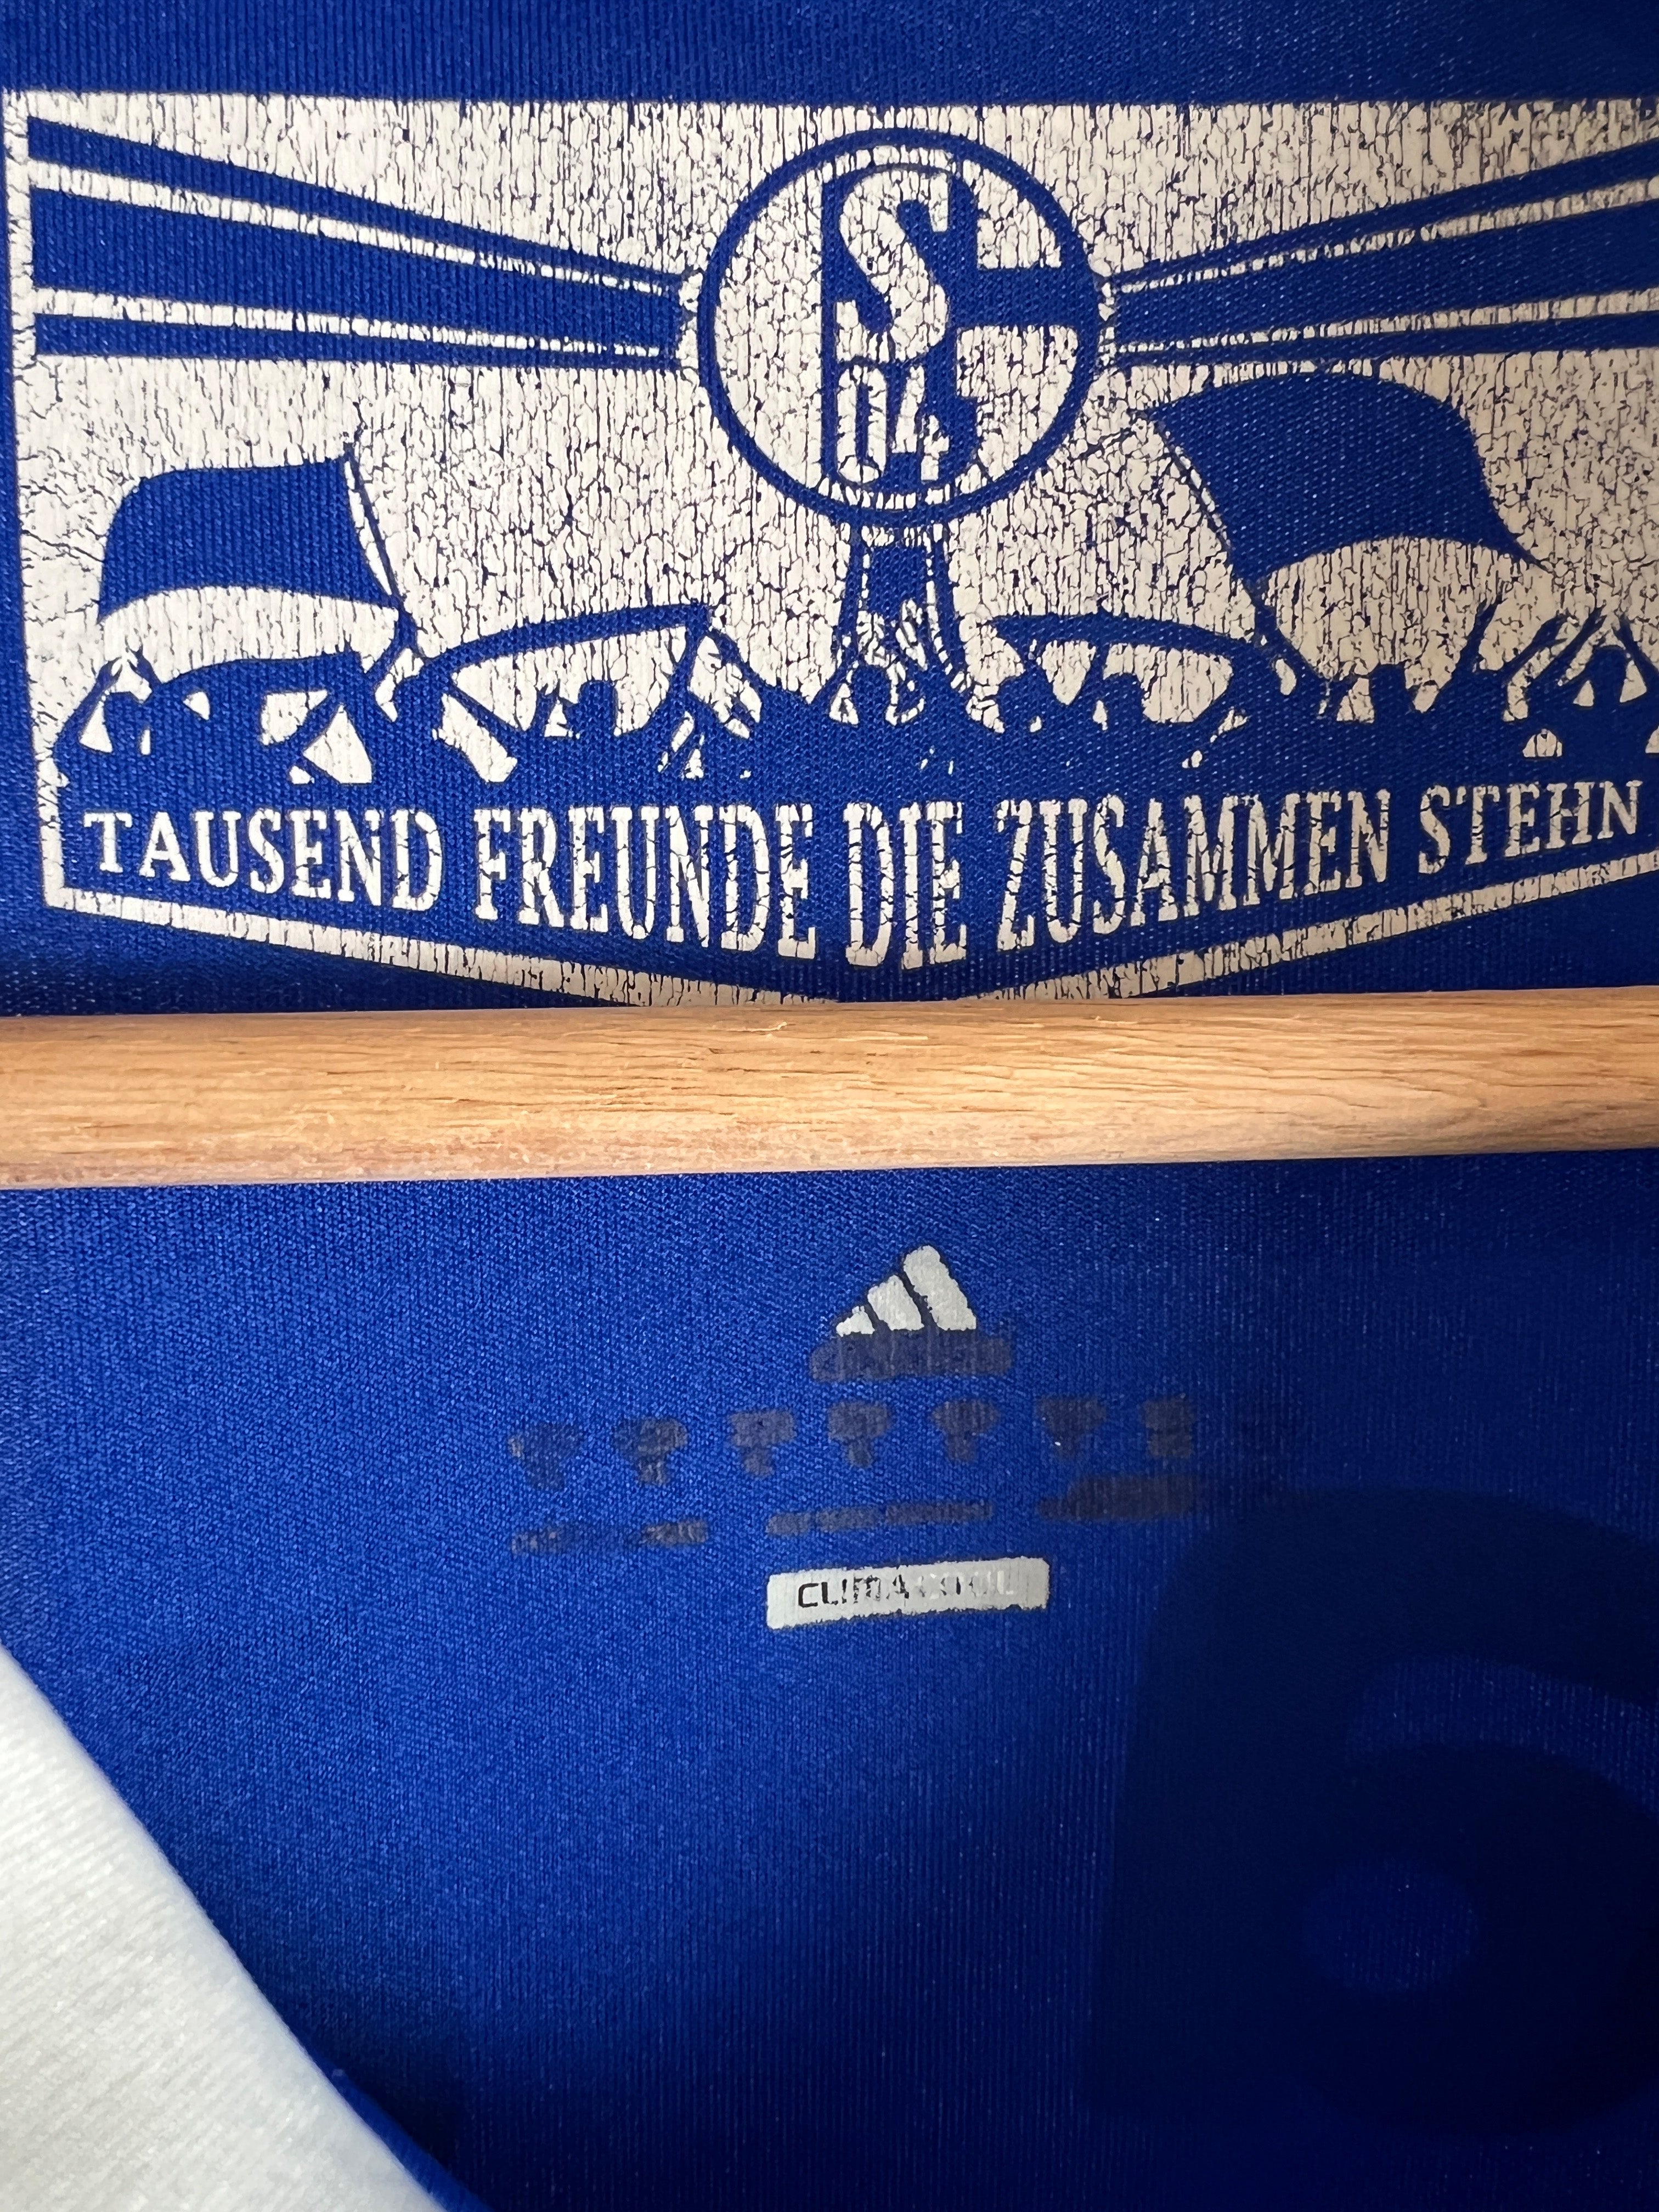 S
04
TAUSEND FREUNDE DIE ZUSAMMEN STEHN
CLIMACOOL